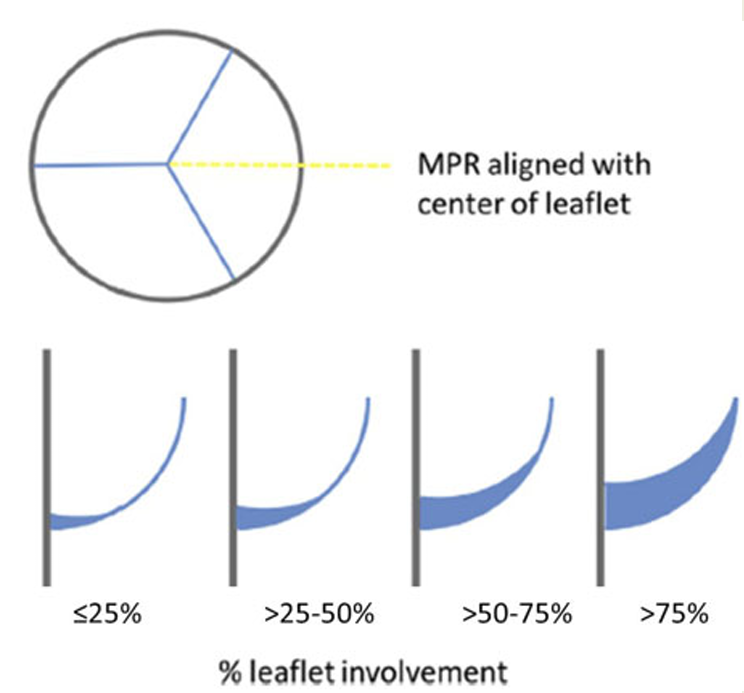 MPR aligned with
center of leaflet
≤25% >25-50% >50-75% >75%
% leaflet involvement